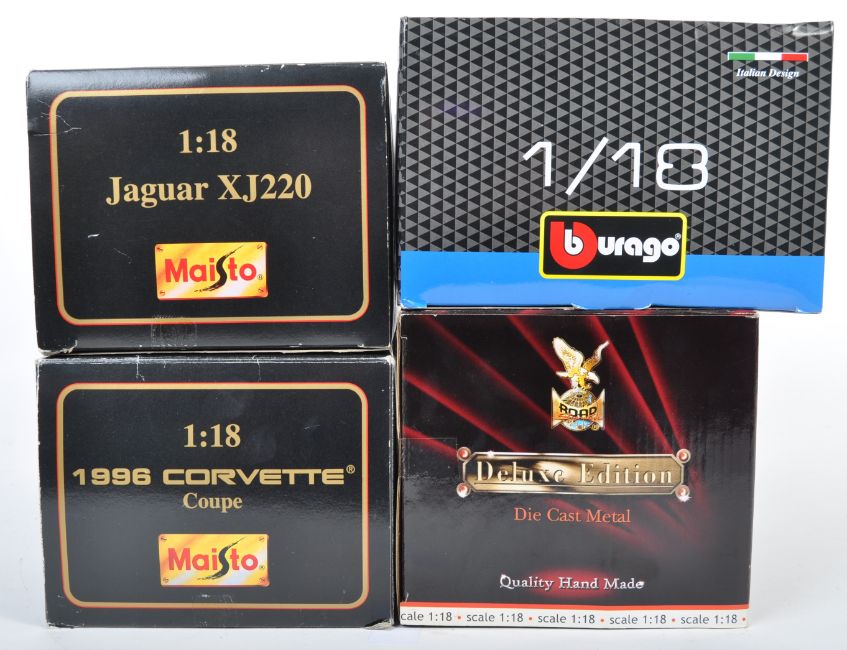 1:18
Jaguar XJ220
Maisto®
Italian Design
1/18
burago®
1:18
1996 CORVETTE®
Coupe
Maisto®
ROAD
Deluxe Edition
Die Cast Metal
Quality Hand Made
cale 1:18 • scale 1:18 • scale 1:18 • scale 1:18 • scale 1:18 •